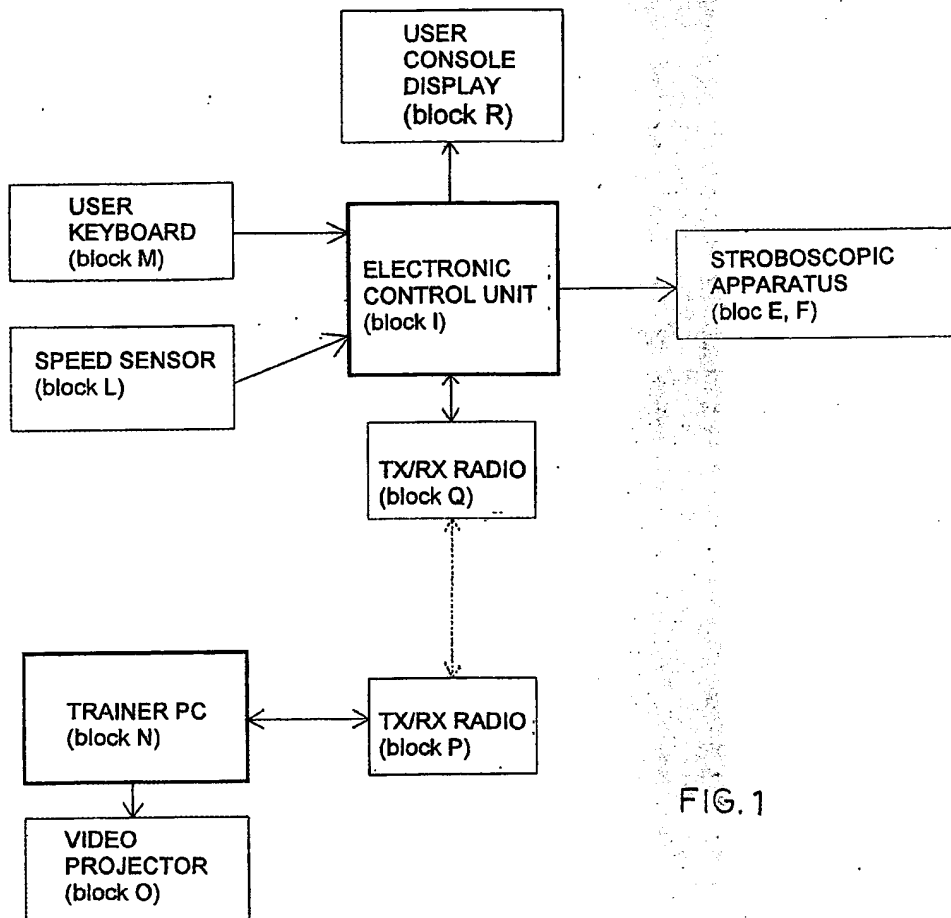 USER
CONSOLE
DISPLAY
(block R)
USER
KEYBOARD
(block M)
ELECTRONIC
CONTROL UNIT
(block I)
STROBOSCOPIC
APPARATUS
(bloc E, F)
SPEED SENSOR
(block L)
TX/RX RADIO
(block Q)
TRAINER PC
(block N)
TX/RX RADIO
(block P)
VIDEO
PROJECTOR
(block O)
FIG. 1